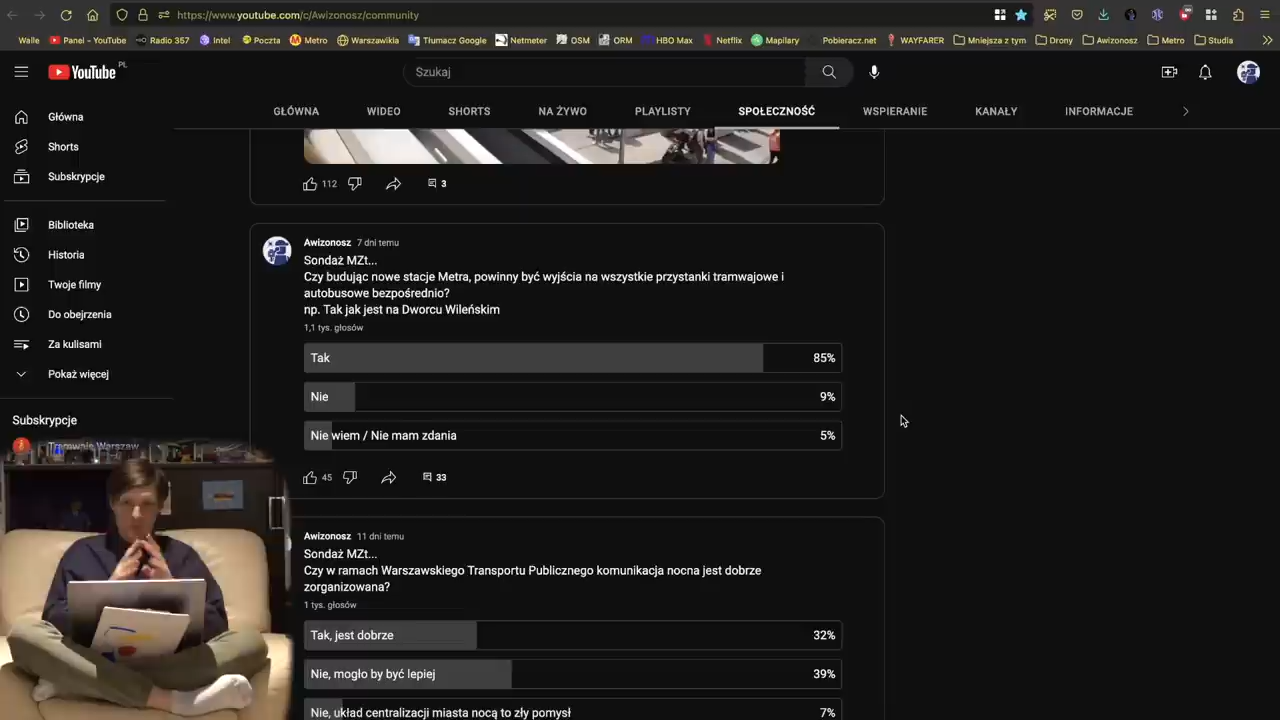 https://www.youtube.com/c/Awizonosz/community
Walle
Panel – YouTube
Radio 357
Intel
Poczta
Metro
Warszawikia
Tłumacz Google
Netmeter
OSM
ORM
HBO Max
Netflix
Mapilary
Pobieracz.net
WAYFARER
Mniejsza z tym
Drony
Awizonosz
Metro
Studia
YouTube PL
Szukaj
GŁÓWNA
WIDEO
SHORTS
NA ŻYWO
PLAYLISTY
SPOŁECZNOŚĆ
WSPIERANIE
KANAŁY
INFORMACJE
Główna
Shorts
Subskrypcje
Biblioteka
Historia
Twoje filmy
Do obejrzenia
Za kulisami
Pokaż więcej
Subskrypcje
Tramwaje Warszaw
112
3
Awizonosz 7 dni temu
Sondaż MZt...
Czy budując nowe stacje Metra, powinny być wyjścia na wszystkie przystanki tramwajowe i
autobusowe bezpośrednio?
np. Tak jak jest na Dworcu Wileńskim
1,1 tys. głosów
Tak 85%
Nie 9%
Nie wiem / Nie mam zdania 5%
45
33
Awizonosz 11 dni temu
Sondaż MZt...
Czy w ramach Warszawskiego Transportu Publicznego komunikacja nocna jest dobrze
zorganizowana?
1 tys. głosów
Tak, jest dobrze 32%
Nie, mogło by być lepiej 39%
Nie, układ centralizacji miasta nocą to zły pomysł 7%